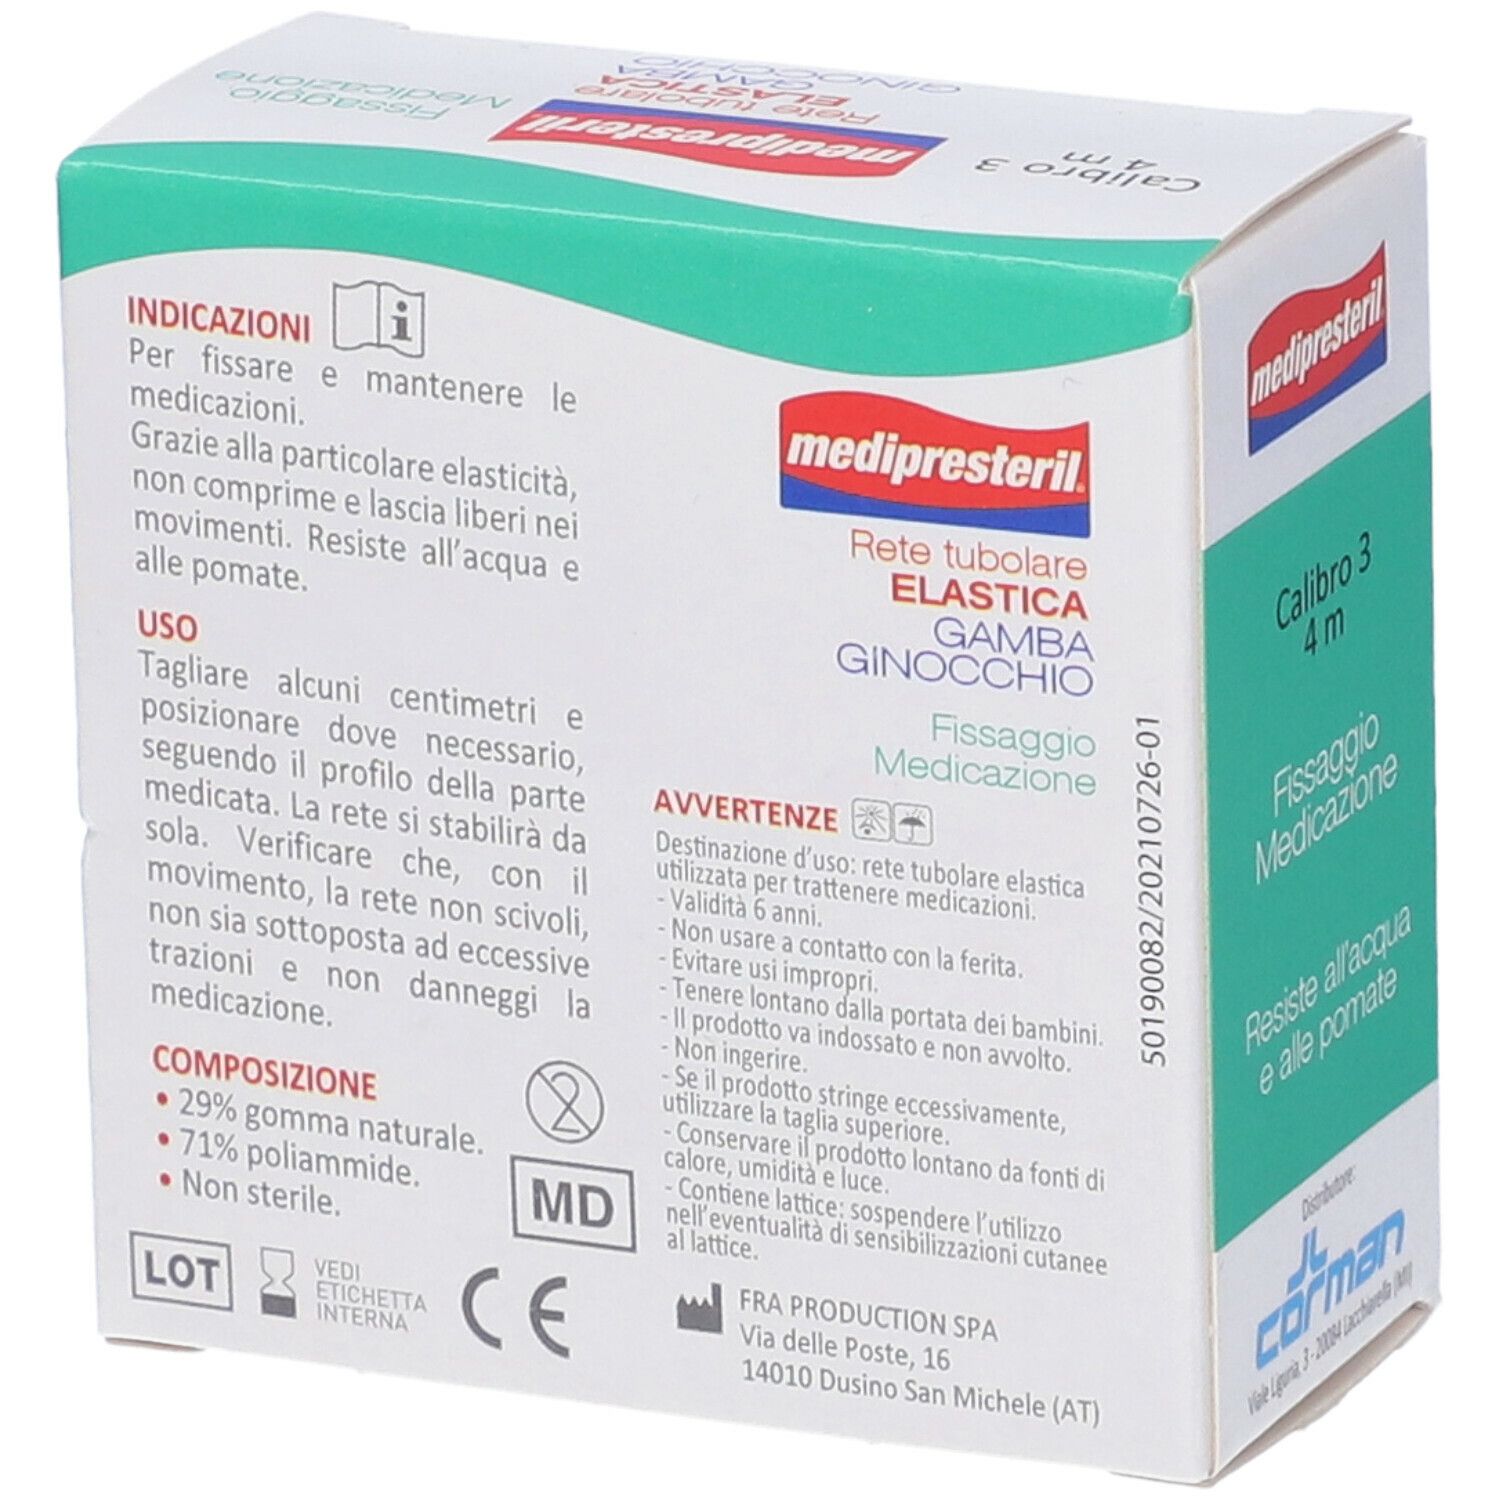 Calibro 3
4 m
medipresteril
Rete tubolare
ELASTICA
GAMBA
GINOCCHIO
Fissaggio
Medicazione
INDICAZIONI
Per fissare e mantenere le
medicazioni.
Grazie alla particolare elasticità,
non comprime e lascia liberi nei
movimenti. Resiste all'acqua e
alle pomate.
USO
Tagliare alcuni centimetri e
posizionare dove necessario,
seguendo il profilo della parte
medicata. La rete si stabilirà da
sola. Verificare che, con il
movimento, la rete non scivoli,
non sia sottoposta ad eccessive
trazioni e non danneggi la
medicazione.
COMPOSIZIONE
• 29% gomma naturale.
• 71% poliammide.
• Non sterile.
2
MD
LOT
VEDI
ETICHETTA
INTERNA
CE
medipresteril
Rete tubolare
ELASTICA
GAMBA
GINOCCHIO
Fissaggio
Medicazione
AVVERTENZE
Destinazione d'uso: rete tubolare elastica
utilizzata per trattenere medicazioni.
- Validità 6 anni.
- Non usare a contatto con la ferita.
- Evitare usi impropri.
- Tenere lontano dalla portata dei bambini.
- Il prodotto va indossato e non avvolto.
- Non ingerire.
- Se il prodotto stringe eccessivamente,
utilizzare la taglia superiore.
- Conservare il prodotto lontano da fonti di
calore, umidità e luce.
- Contiene lattice: sospendere l'utilizzo
nell'eventualità di sensibilizzazioni cutanee
al lattice.
FRA PRODUCTION SPA
Via delle Poste, 16
14010 Dusino San Michele (AT)
50190082/20210726-01
medipresteril
Calibro 3
4 m
Fissaggio
Medicazione
Resiste all'acqua
e alle pomate
Distributore:
JL
corman
Viale Liguria, 3 - 20084 Lacchiarella (MI)